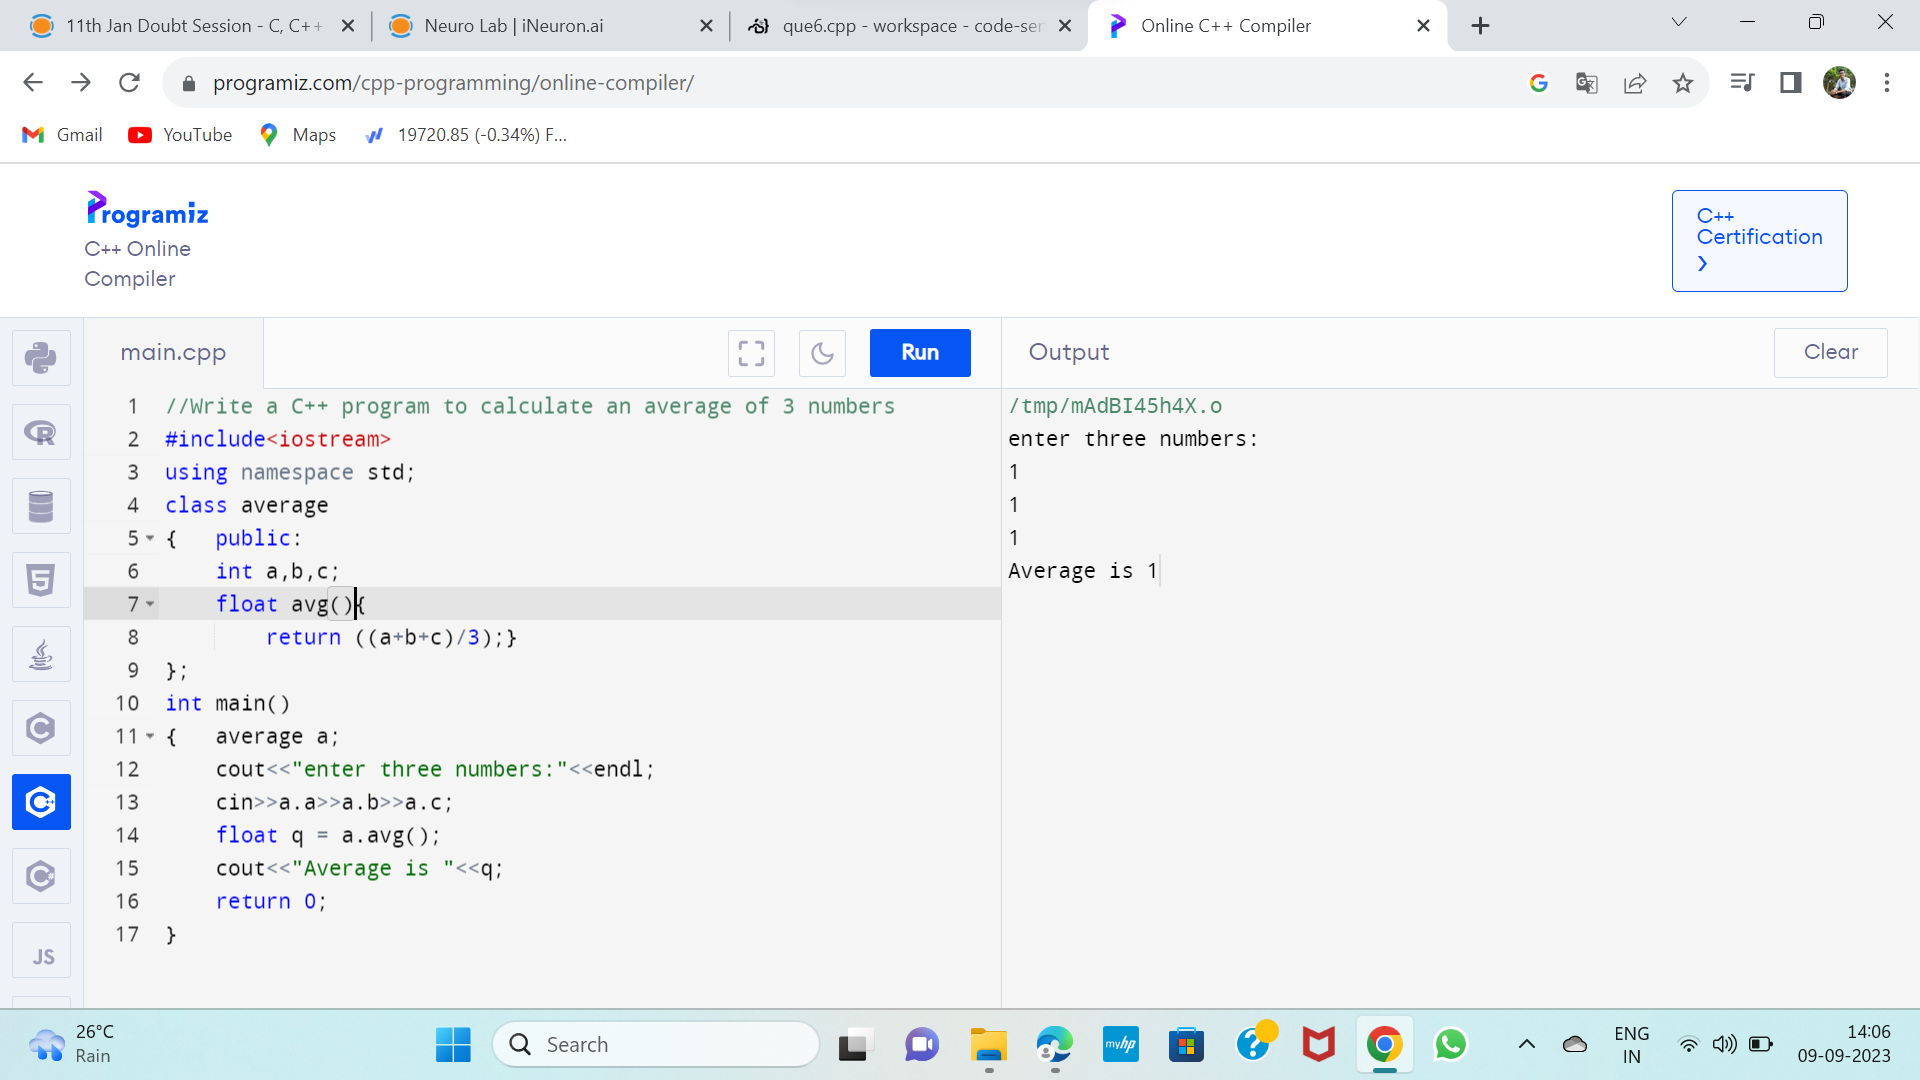 11th Jan Doubt Session - C, C++
Neuro Lab | iNeuron.ai
que6.cpp - workspace - code-ser
Online C++ Compiler
programiz.com/cpp-programming/online-compiler/
Gmail
YouTube
Maps
19720.85 (-0.34%) F...
Programiz
C++ Online
Compiler
C++
Certification
main.cpp
Run
Output
Clear
1 //Write a C++ program to calculate an average of 3 numbers
2 #include<iostream>
3 using namespace std;
4 class average
5 { public:
6 int a,b,c;
7 float avg(){
8 return ((a+b+c)/3);}
9 };
10 int main()
11 { average a;
12 cout<<"enter three numbers:"<<endl;
13 cin>>a.a>>a.b>>a.c;
14 float q = a.avg();
15 cout<<"Average is "<<q;
16 return 0;
17 }
/tmp/mAdBI45h4X.o
enter three numbers:
1
1
1
Average is 1
R
5
C
C++
C#
JS
26°C
Rain
Search
myhp
ENG
IN
14:06
09-09-2023